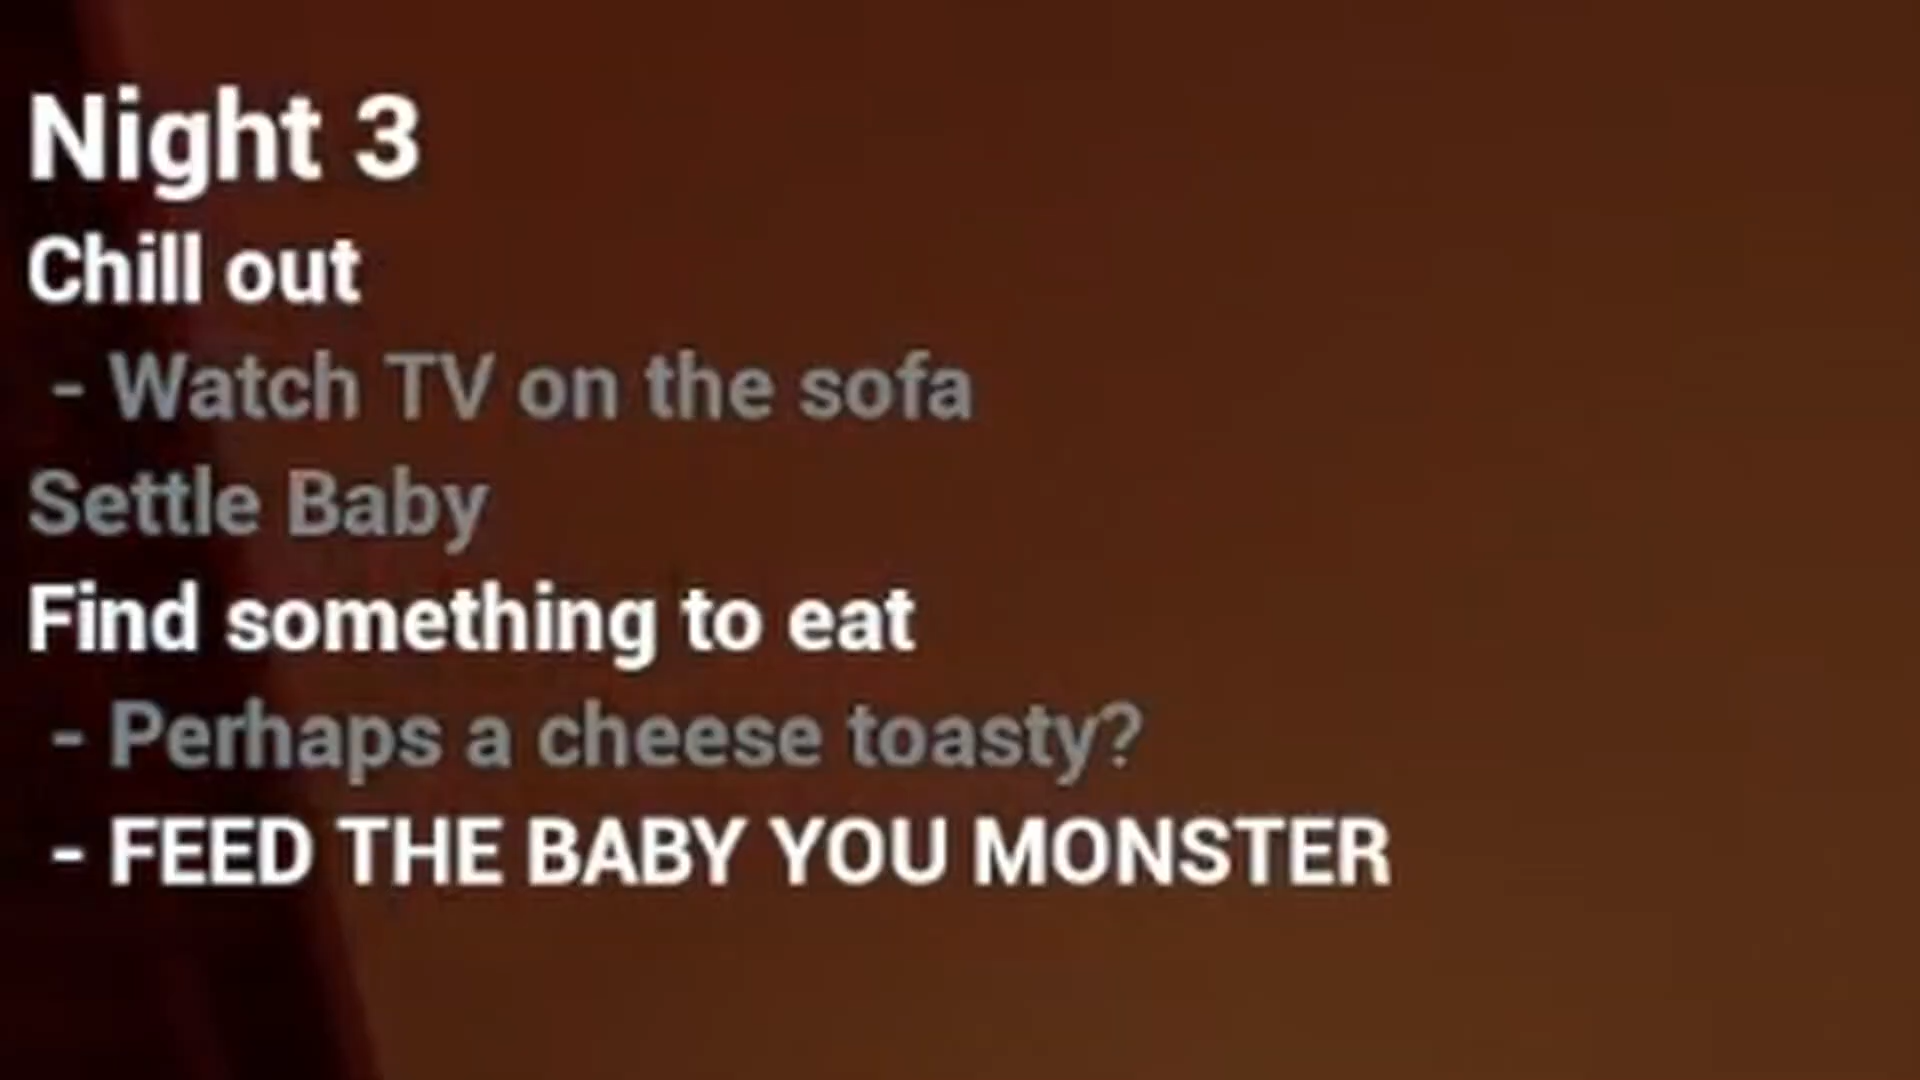 Night 3
Chill out
- Watch TV on the sofa
Settle Baby
Find something to eat
- Perhaps a cheese toasty?
- FEED THE BABY YOU MONSTER